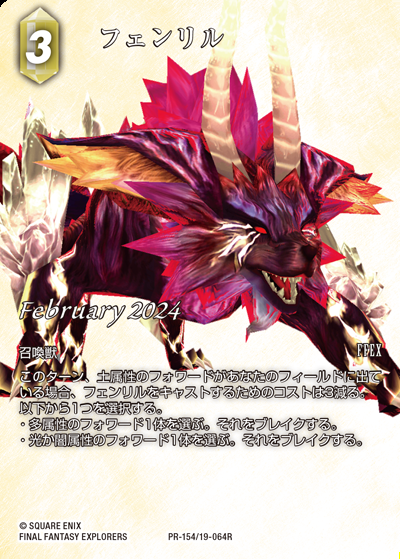 3
フェンリル
February 2024
召喚獣
FFEX
このターン、土属性のフォワードがあなたのフィールドに出て
いる場合、フェンリルをキャストするためのコストは3減る。
以下から1つを選択する。
・多属性のフォワード1体を選ぶ。それをブレイクする。
・光か闇属性のフォワード1体を選ぶ。それをブレイクする。
© SQUARE ENIX
FINAL FANTASY EXPLORERS
PR-154/19-064R